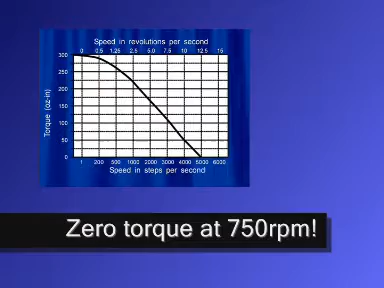 Speed in revolutions per second
0 0.5 1.25 2.5 5.0 7.5 10 12.5 15
300
250
200
150
100
50
0
Torque (oz-in)
1 200 500 1000 2000 3000 4000 5000 6000
Speed in steps per second
Zero torque at 750rpm!